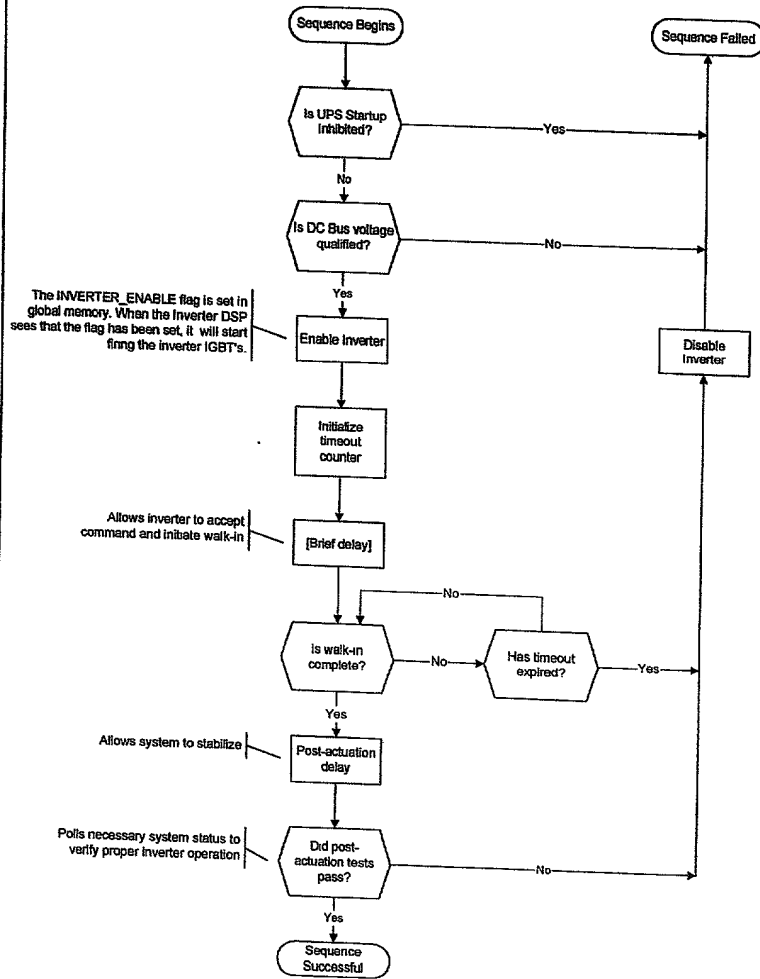 Sequence Begins
Sequence Failed
Is UPS Startup
Inhibited?
Yes
No
Is DC Bus voltage
qualified?
No
Yes
The INVERTER_ENABLE flag is set in
global memory. When the Inverter DSP
sees that the flag has been set, it will start
firing the inverter IGBT's.
Enable Inverter
Disable
Inverter
Initialize
timeout
counter
Allows inverter to accept
command and initiate walk-in
[Brief delay]
No
Is walk-in
complete?
No
Has timeout
expired?
Yes
Yes
Allows system to stabilize
Post-actuation
delay
Polls necessary system status to
verify proper inverter operation
Did post-
actuation tests
pass?
No
Yes
Sequence
Successful